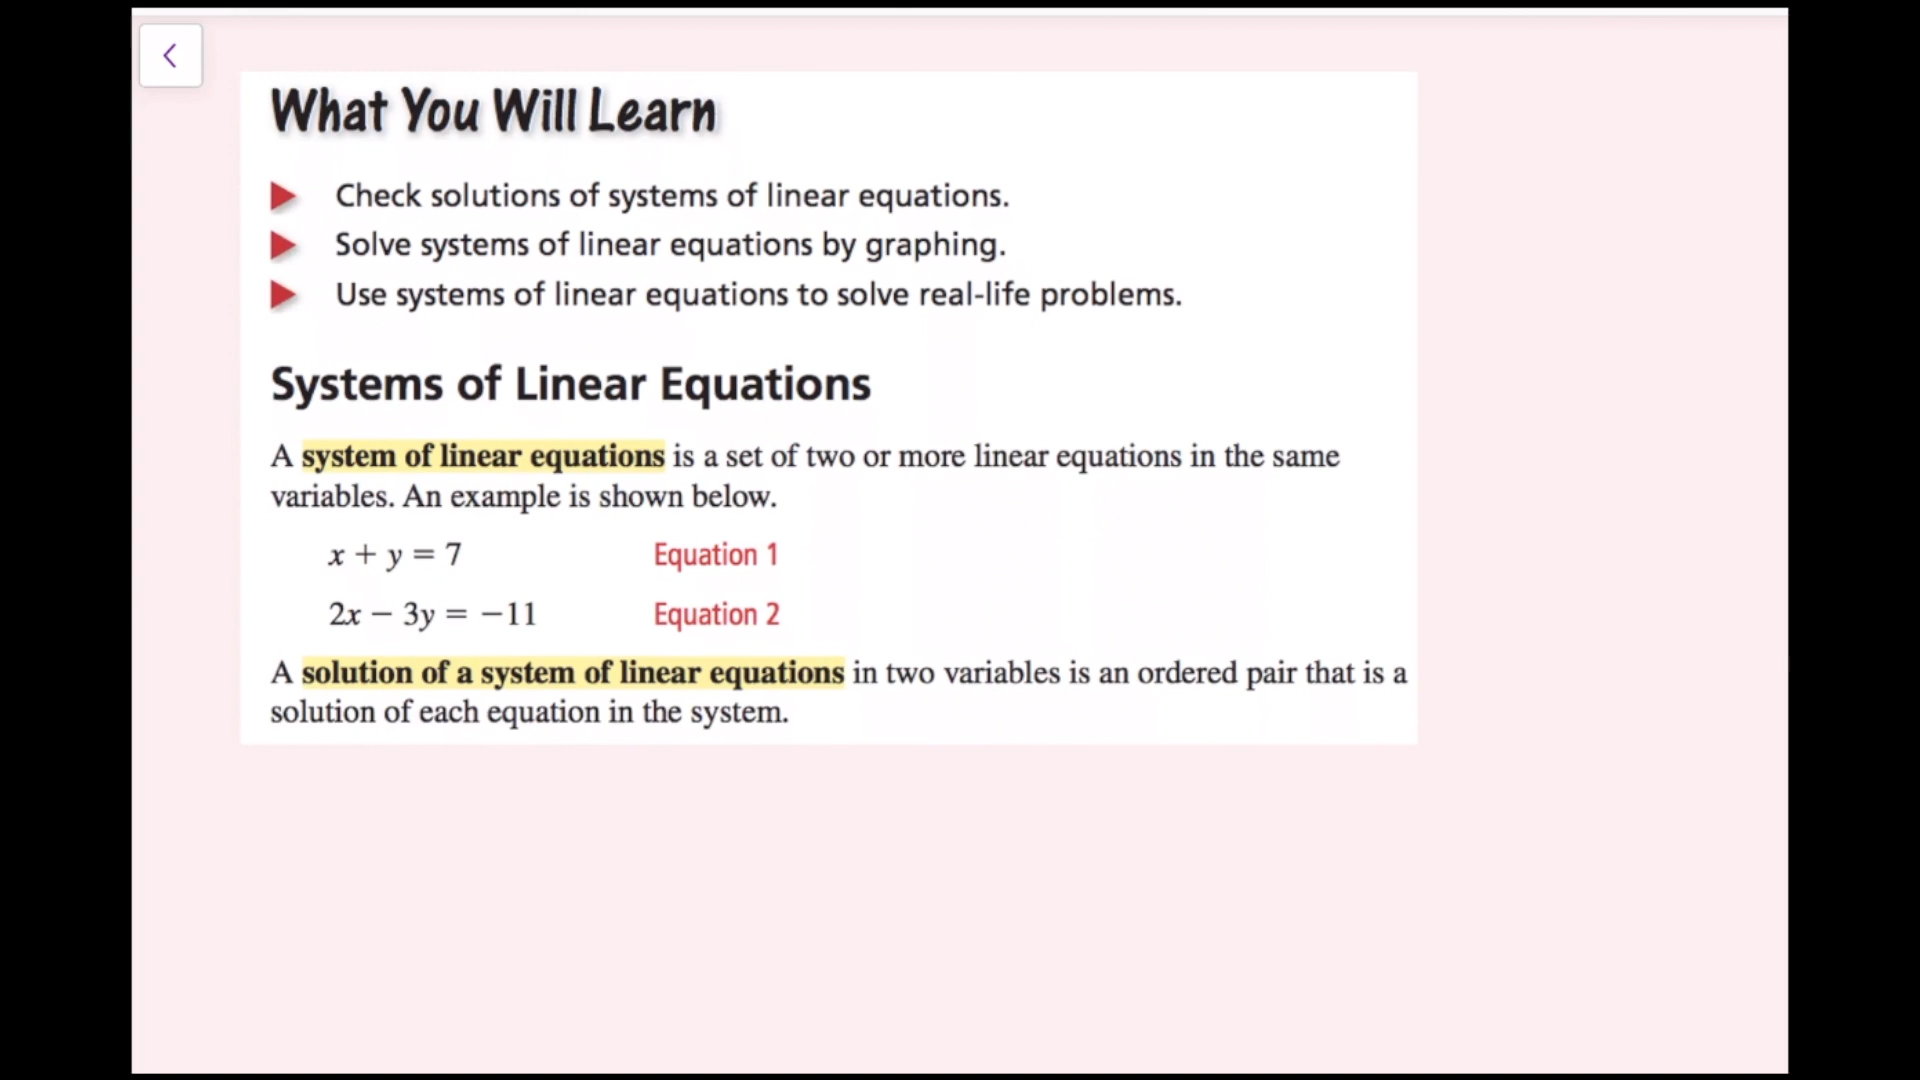 What You Will Learn
Check solutions of systems of linear equations.
Solve systems of linear equations by graphing.
Use systems of linear equations to solve real-life problems.
Systems of Linear Equations
A system of linear equations is a set of two or more linear equations in the same
variables. An example is shown below.
x + y = 7 Equation 1
2x − 3y = −11 Equation 2
A solution of a system of linear equations in two variables is an ordered pair that is a
solution of each equation in the system.